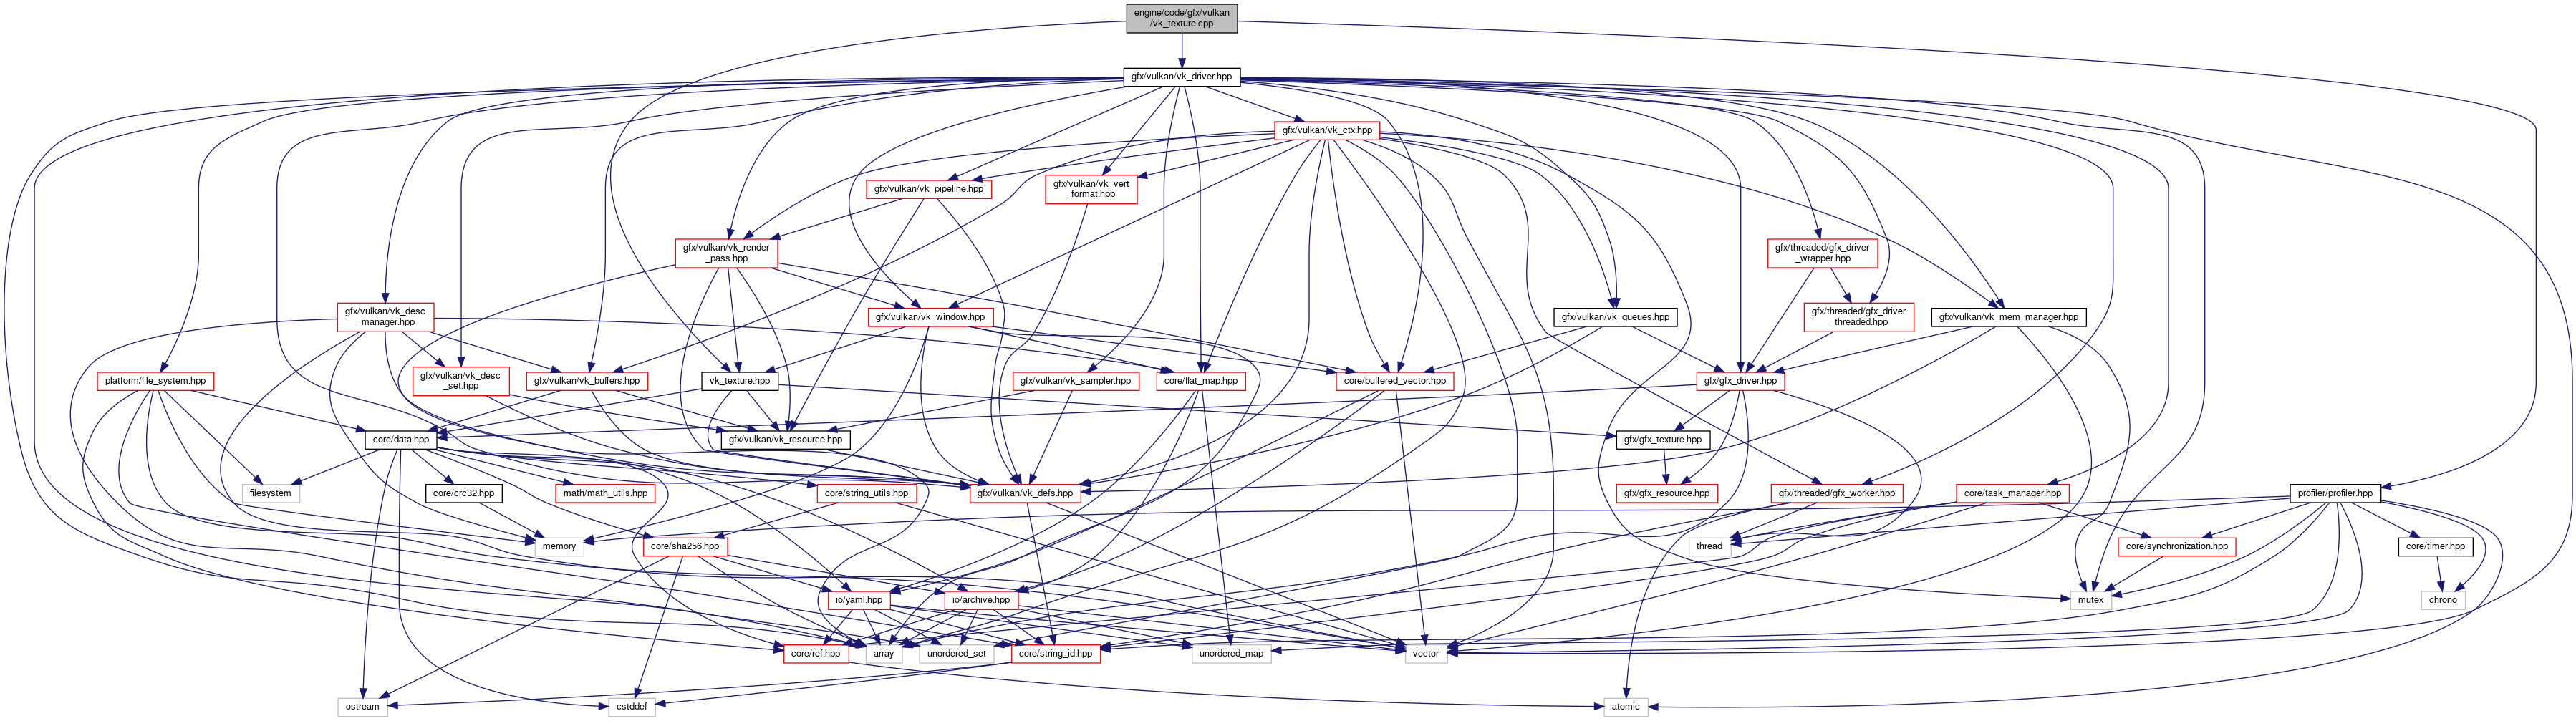 engine/code/gfx/vulkan
/vk_texture.cpp
gfx/vulkan/vk_driver.hpp
gfx/vulkan/vk_ctx.hpp
gfx/vulkan/vk_pipeline.hpp
gfx/vulkan/vk_vert
_format.hpp
gfx/vulkan/vk_render
_pass.hpp
gfx/threaded/gfx_driver
_wrapper.hpp
gfx/vulkan/vk_desc
_manager.hpp
gfx/vulkan/vk_window.hpp
gfx/vulkan/vk_queues.hpp
gfx/threaded/gfx_driver
_threaded.hpp
gfx/vulkan/vk_mem_manager.hpp
platform/file_system.hpp
gfx/vulkan/vk_desc
_set.hpp
gfx/vulkan/vk_buffers.hpp
vk_texture.hpp
gfx/vulkan/vk_sampler.hpp
core/flat_map.hpp
core/buffered_vector.hpp
gfx/gfx_driver.hpp
core/data.hpp
gfx/vulkan/vk_resource.hpp
gfx/gfx_texture.hpp
filesystem
core/crc32.hpp
math/math_utils.hpp
core/string_utils.hpp
gfx/vulkan/vk_defs.hpp
gfx/gfx_resource.hpp
gfx/threaded/gfx_worker.hpp
core/task_manager.hpp
profiler/profiler.hpp
memory
core/sha256.hpp
thread
core/synchronization.hpp
core/timer.hpp
io/yaml.hpp
io/archive.hpp
mutex
chrono
core/ref.hpp
array
unordered_set
core/string_id.hpp
unordered_map
vector
ostream
cstddef
atomic